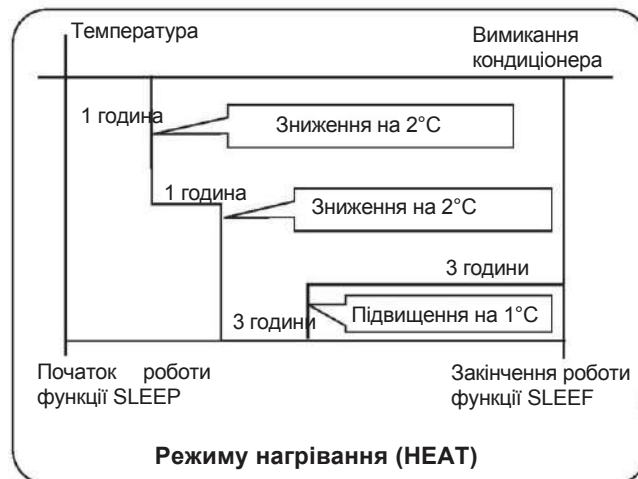 Температура
Вимикання
кондиціонера
1 година
Зниження на 2°C
1 година
Зниження на 2°C
3 години
3 години
Підвищення на 1°C
Початок роботи
функції SLEEP
Закінчення роботи
функції SLEEF
Режиму нагрівання (HEAT)